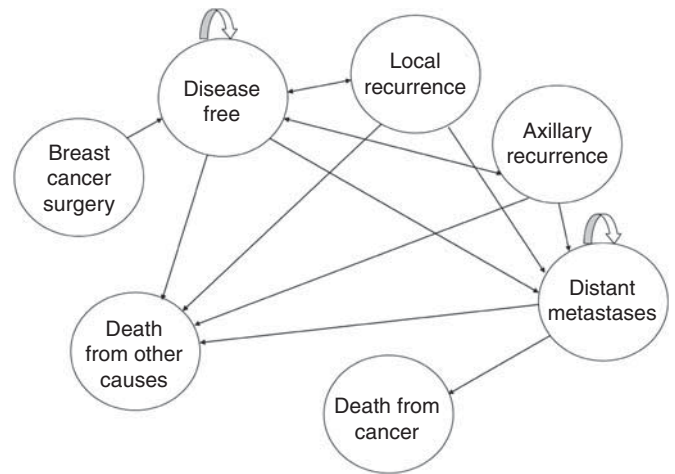 Disease
free
Local
recurrence
Axillary
recurrence
Breast
cancer
surgery
Distant
metastases
Death
from other
causes
Death from
cancer